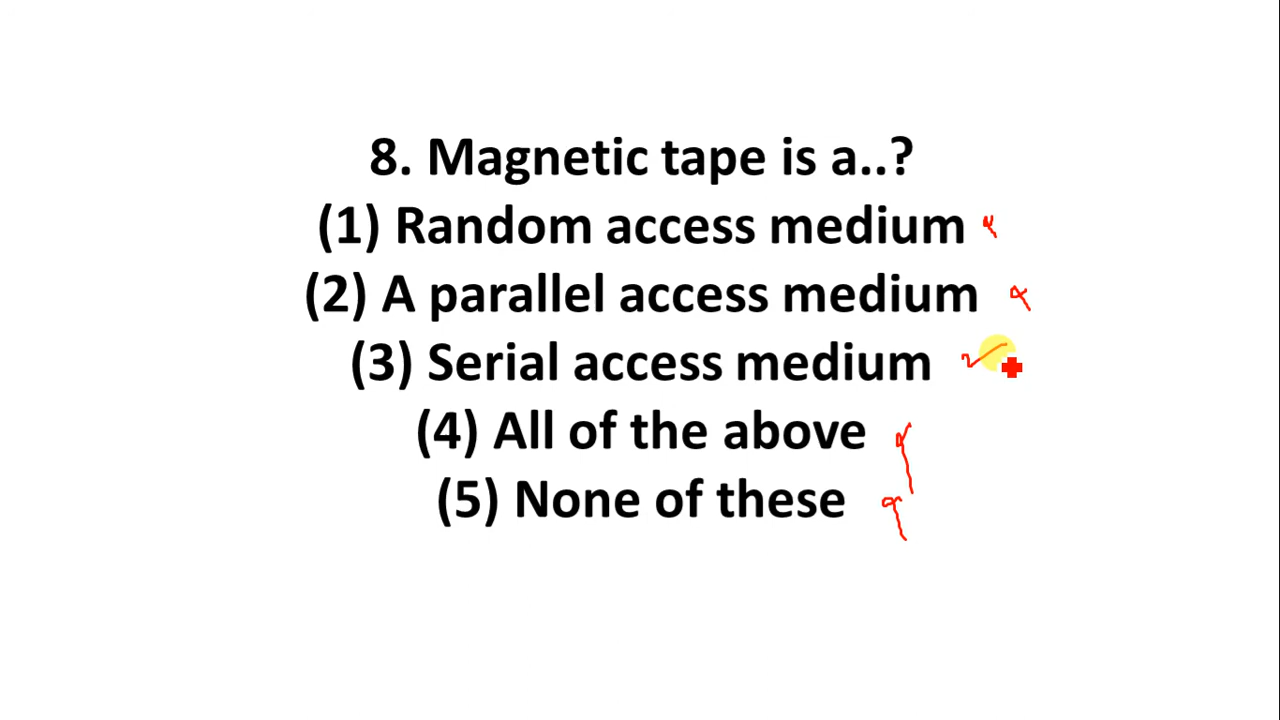 8. Magnetic tape is a..?
(1) Random access medium
(2) A parallel access medium
(3) Serial access medium
(4) All of the above
(5) None of these